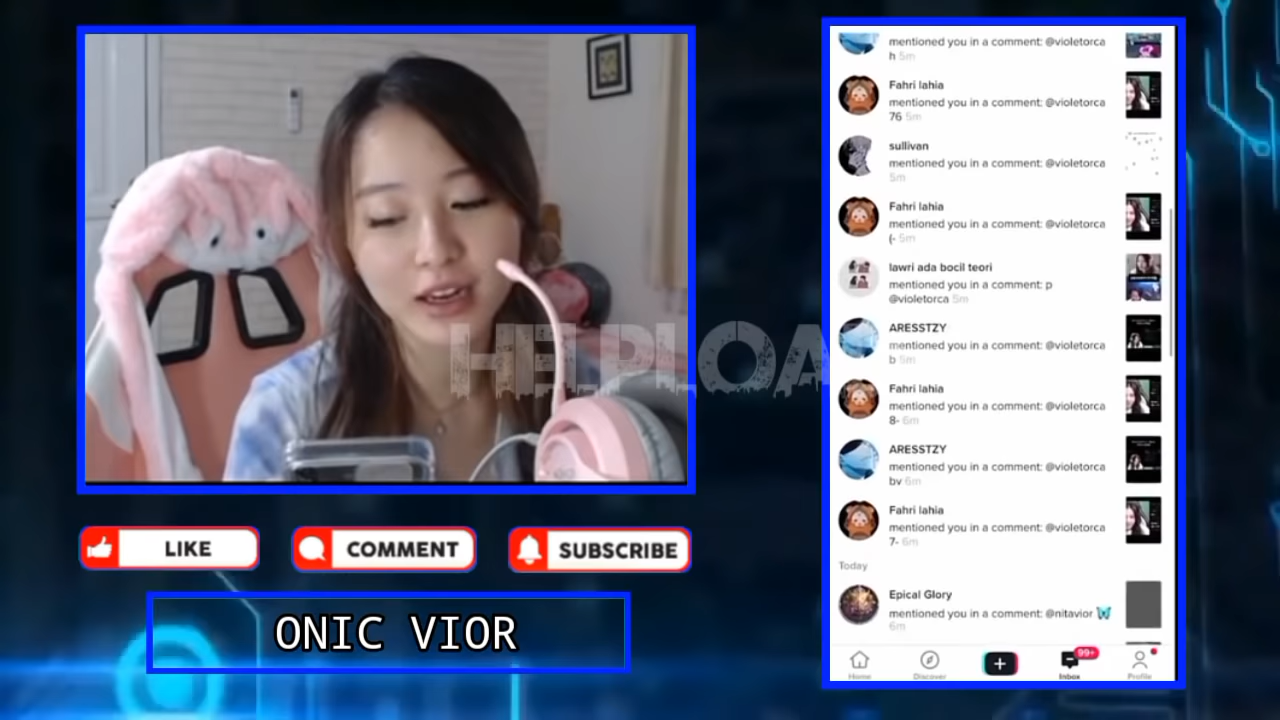 HELPLOA
LIKE
COMMENT
SUBSCRIBE
ONIC VIOR
mentioned you in a comment: @violetorca
h 5m
Fahri lahia
mentioned you in a comment: @violetorca
76 5m
sullivan
mentioned you in a comment: @violetorca
5m
Fahri lahia
mentioned you in a comment: @violetorca
(- 5m
lawri ada bocil teori
mentioned you in a comment: p
@violetorca 5m
ARESSTZY
mentioned you in a comment: @violetorca
b 5m
Fahri lahia
mentioned you in a comment: @violetorca
8- 6m
ARESSTZY
mentioned you in a comment: @violetorca
bv 6m
Fahri lahia
mentioned you in a comment: @violetorca
7- 6m
Today
Epical Glory
mentioned you in a comment: @nitavior 🦋
6m
99+
Home Discover Inbox Profile